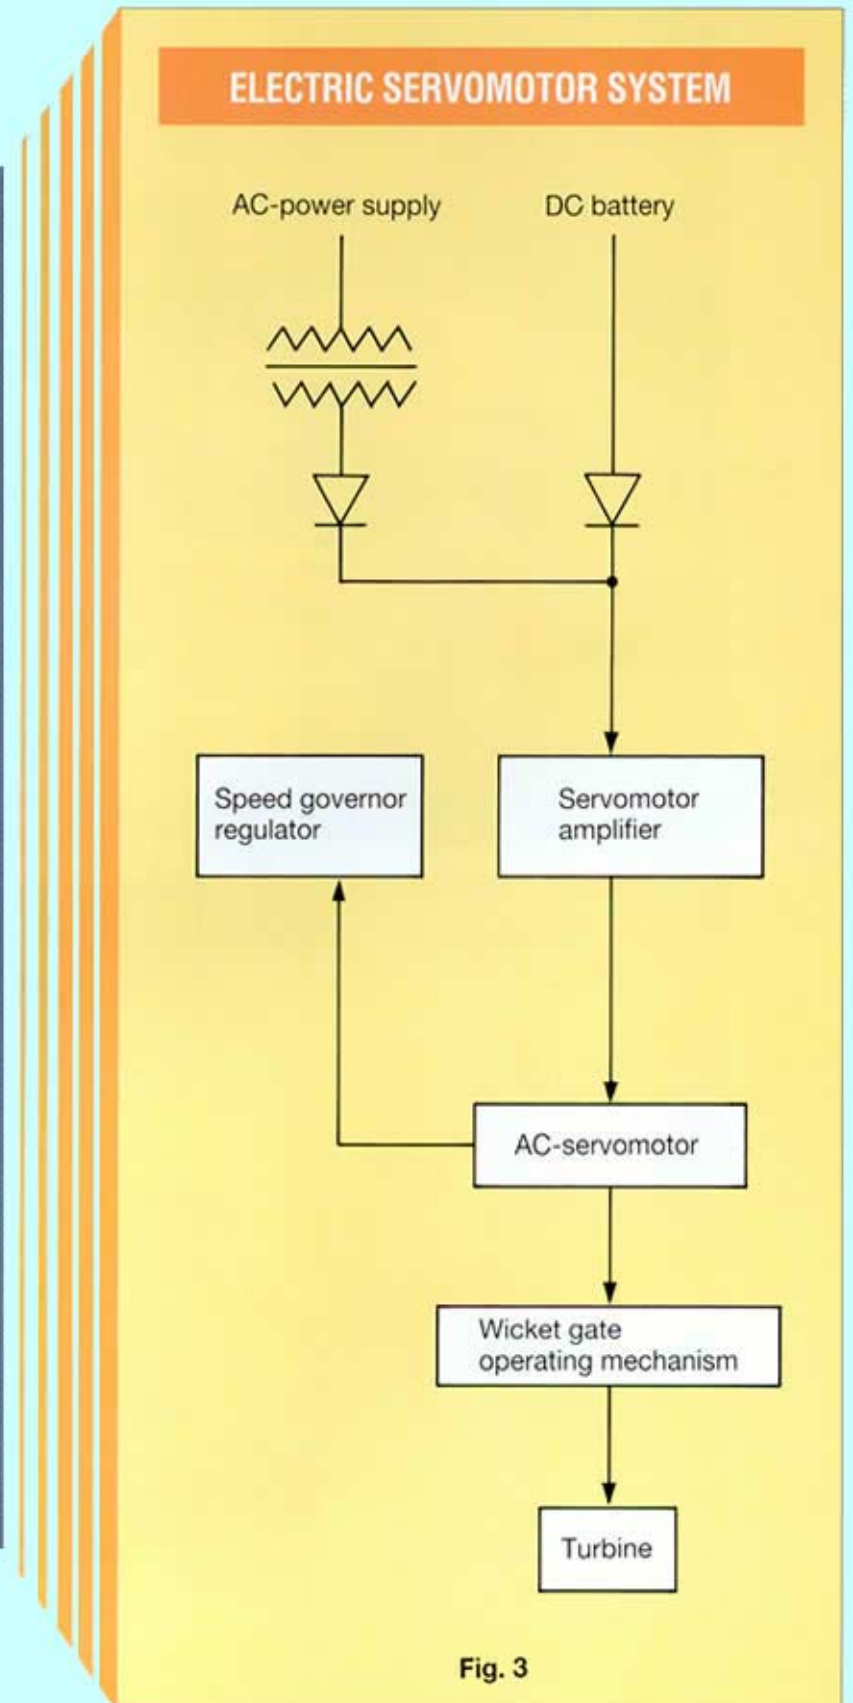 ELECTRIC SERVOMOTOR SYSTEM
AC-power supply
DC battery
Speed governor
regulator
Servomotor
amplifier
AC-servomotor
Wicket gate
operating mechanism
Turbine
Fig. 3